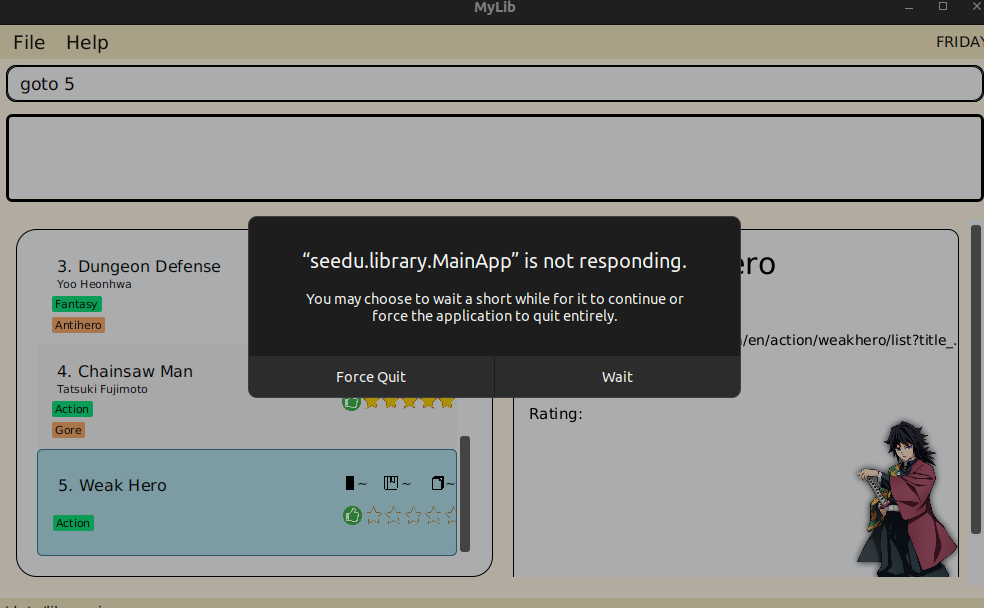 MyLib
File Help FRIDAY
goto 5
3. Dungeon Defense
Yoo Heonhwa
Fantasy
Antihero
4. Chainsaw Man
Tatsuki Fujimoto
Action
Gore
5. Weak Hero
~ ~ ~
Action
“seedu.library.MainApp” is not responding.
You may choose to wait a short while for it to continue or
force the application to quit entirely.
Force Quit Wait
ero
/en/action/weakhero/list?title_...
Rating: